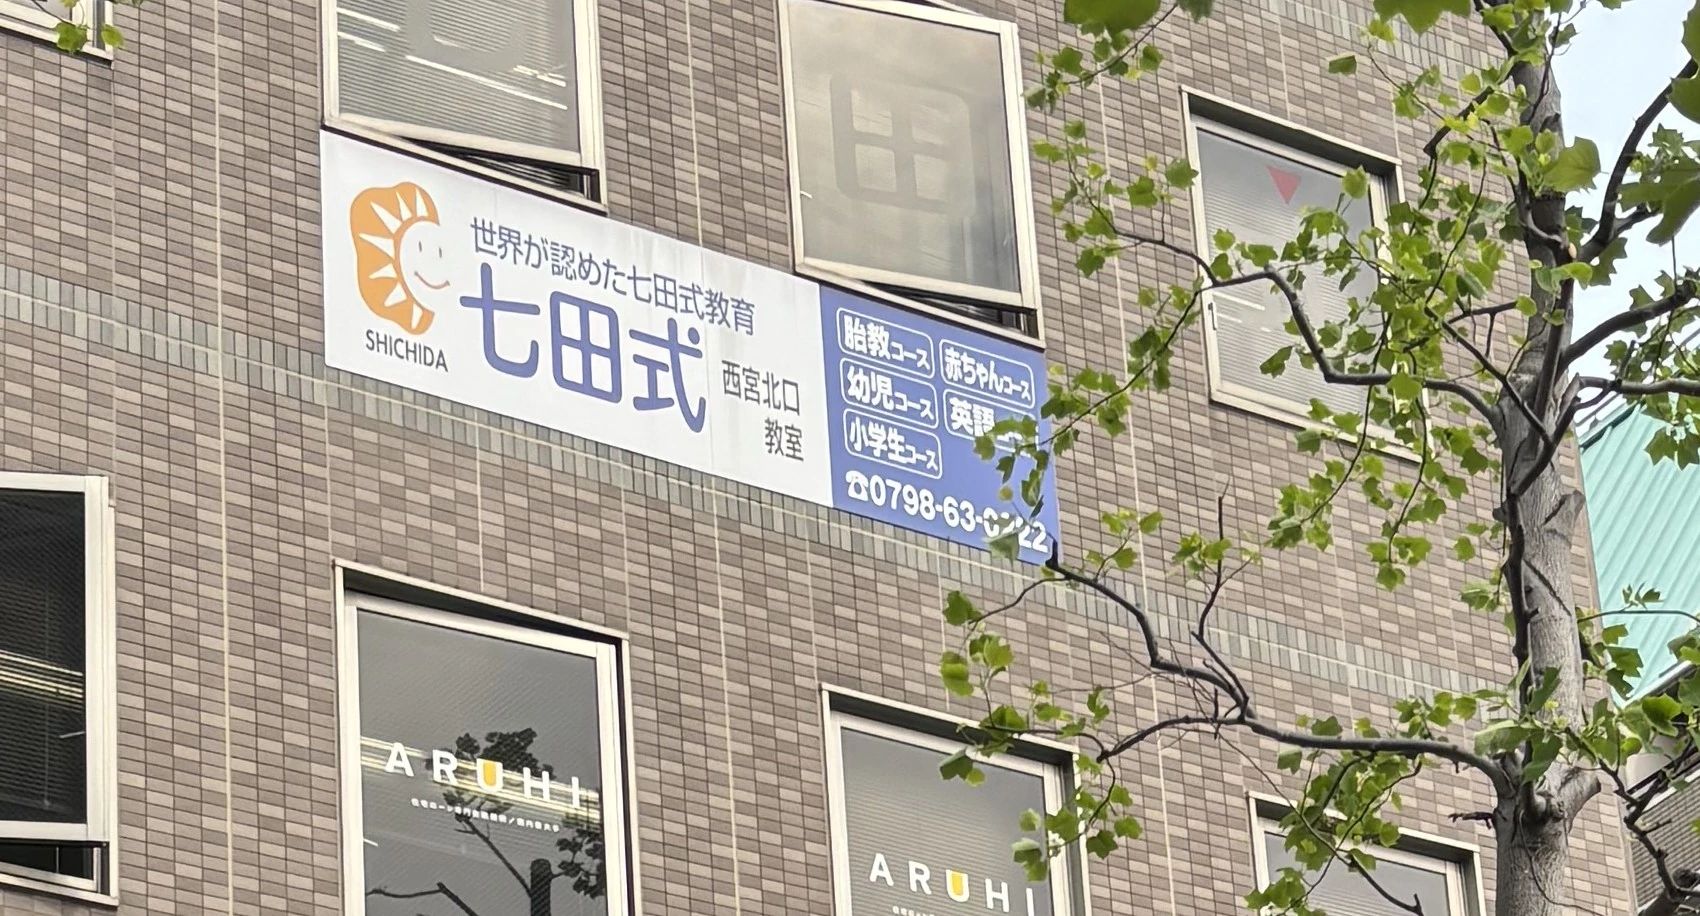 田
世界が認めた七田式教育
七田式
SHICHIDA
西宮北口
教室
胎教コース
赤ちゃんコース
幼児コース
英語
小学生コース
☎0798-63-
ARUHI
ARUHI